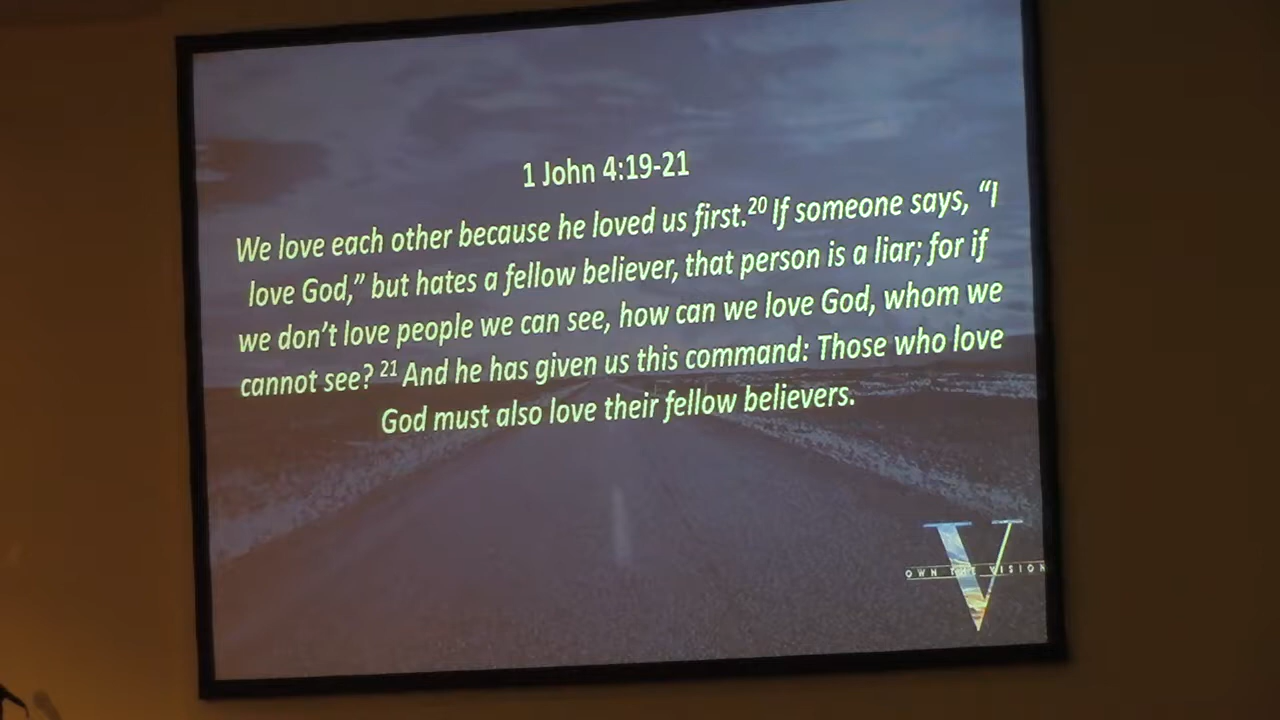 1 John 4:19-21
We love each other because he loved us first.20 If someone says, “I
love God,” but hates a fellow believer, that person is a liar; for if
we don’t love people we can see, how can we love God, whom we
cannot see? 21 And he has given us this command: Those who love
God must also love their fellow believers.
V
OWN THE VISION